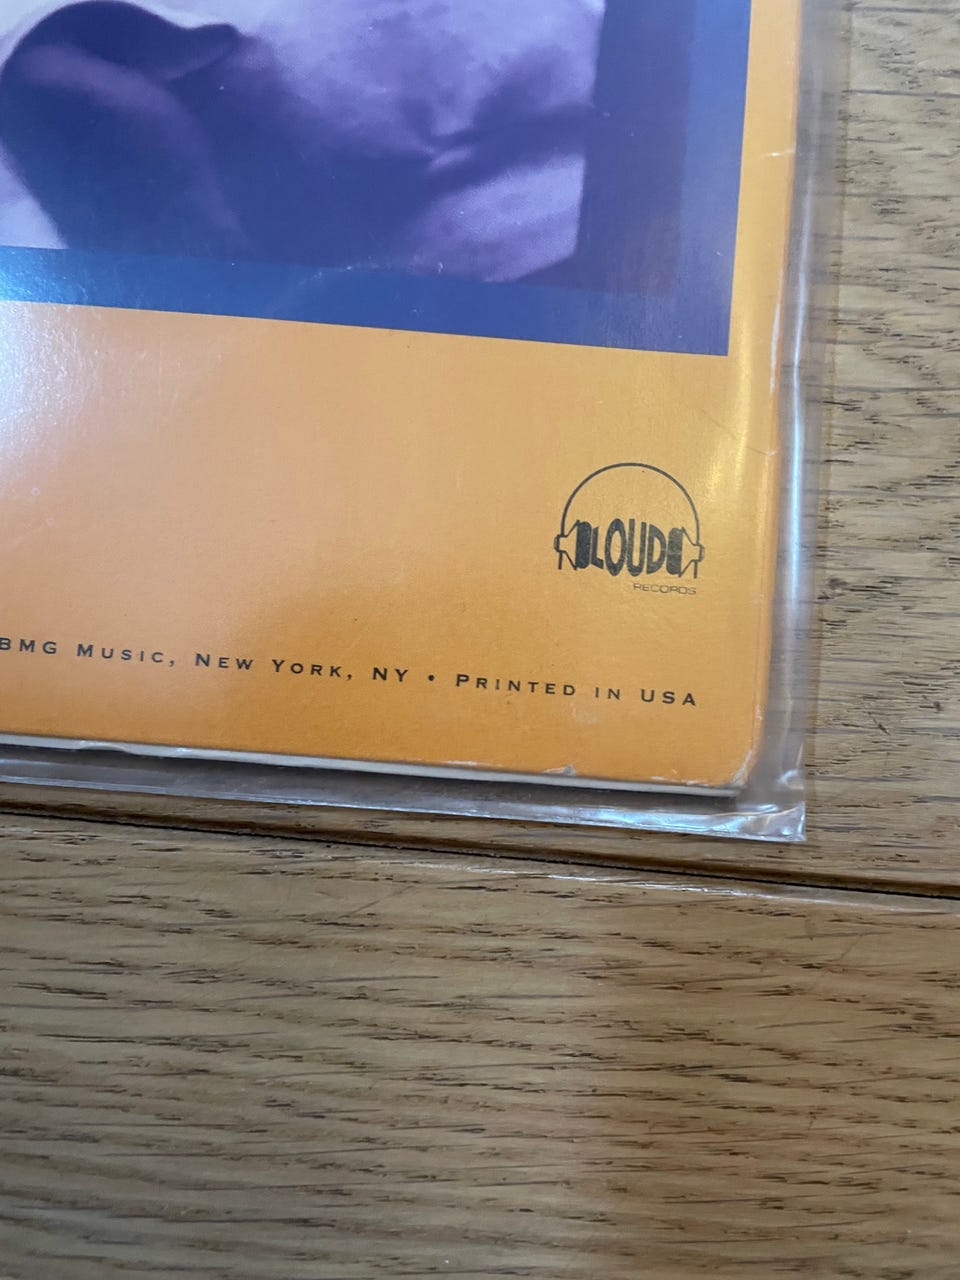 LOUD
RECORDS
BMG MUSIC, NEW YORK, NY • PRINTED IN USA